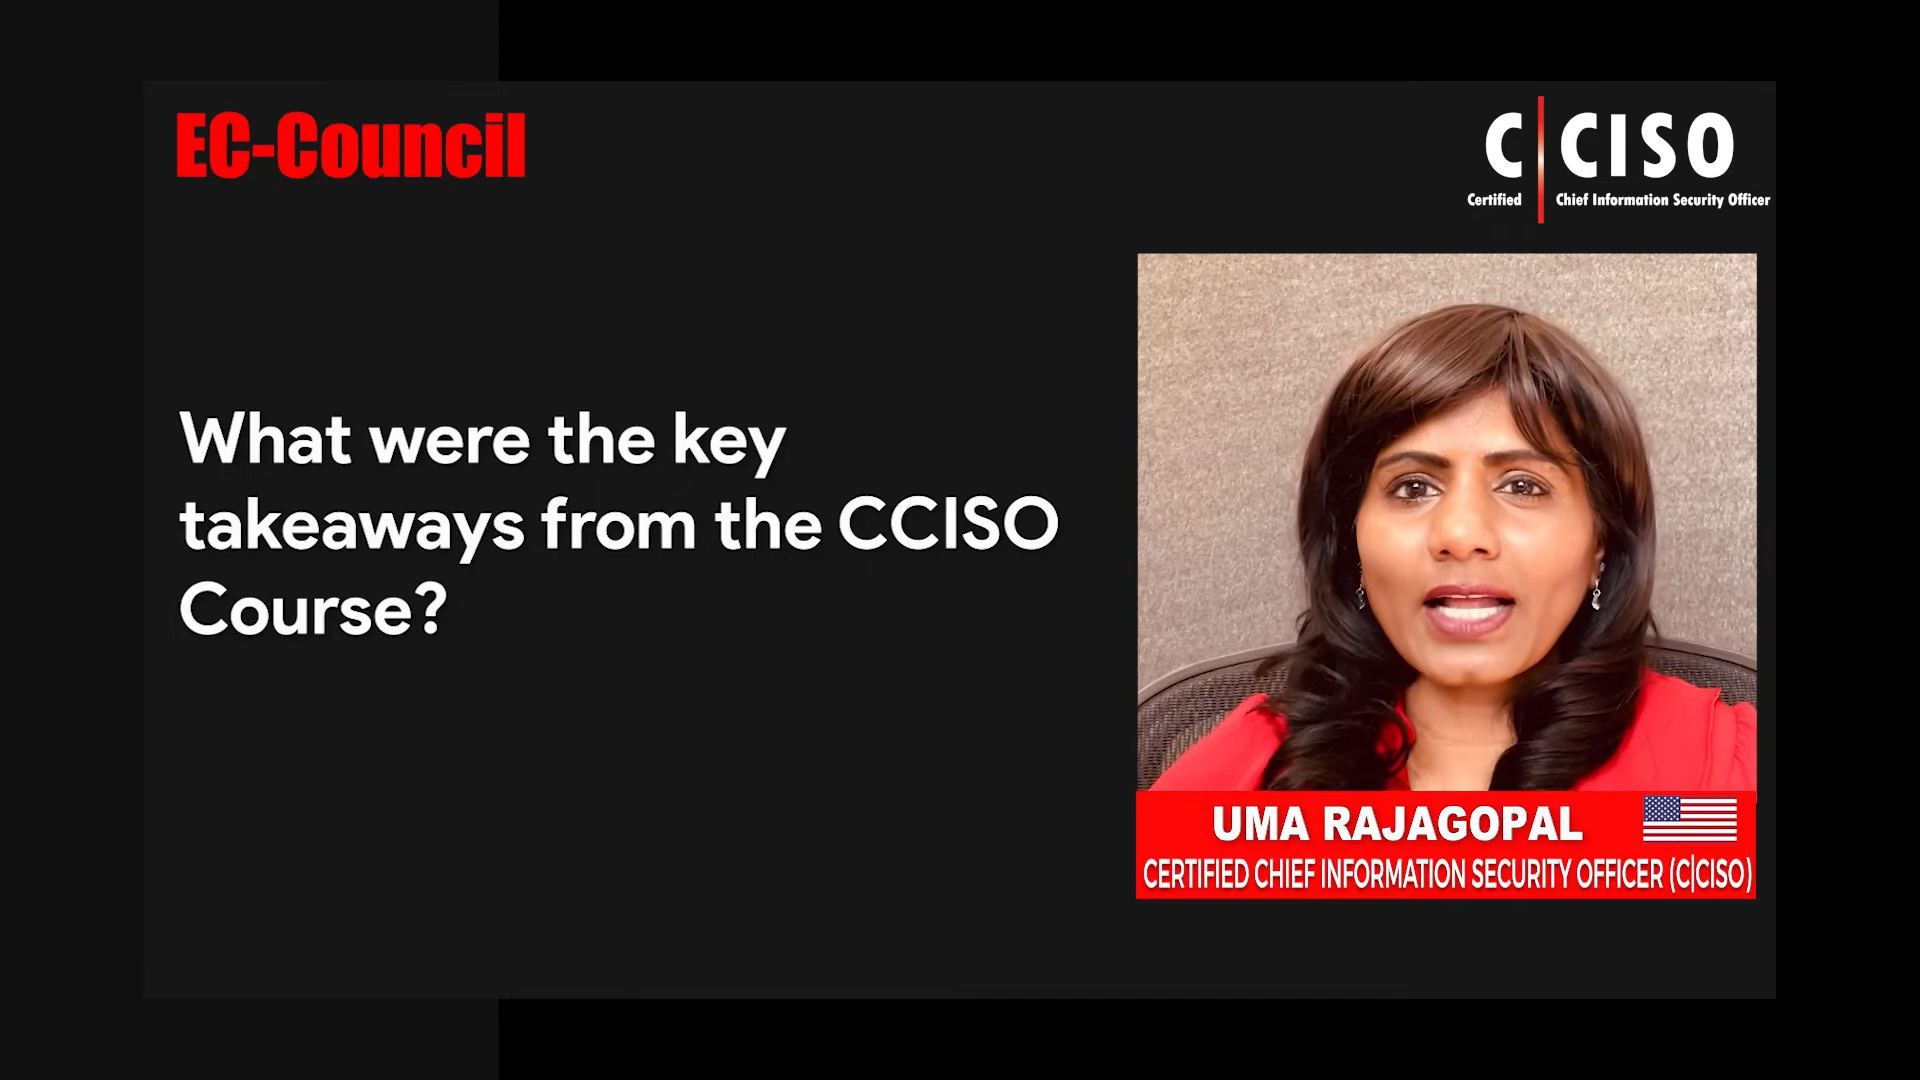 EC-Council
C|CISO
Certified Chief Information Security Officer
What were the key
takeaways from the CCISO
Course?
UMA RAJAGOPAL
CERTIFIED CHIEF INFORMATION SECURITY OFFICER (C|CISO)